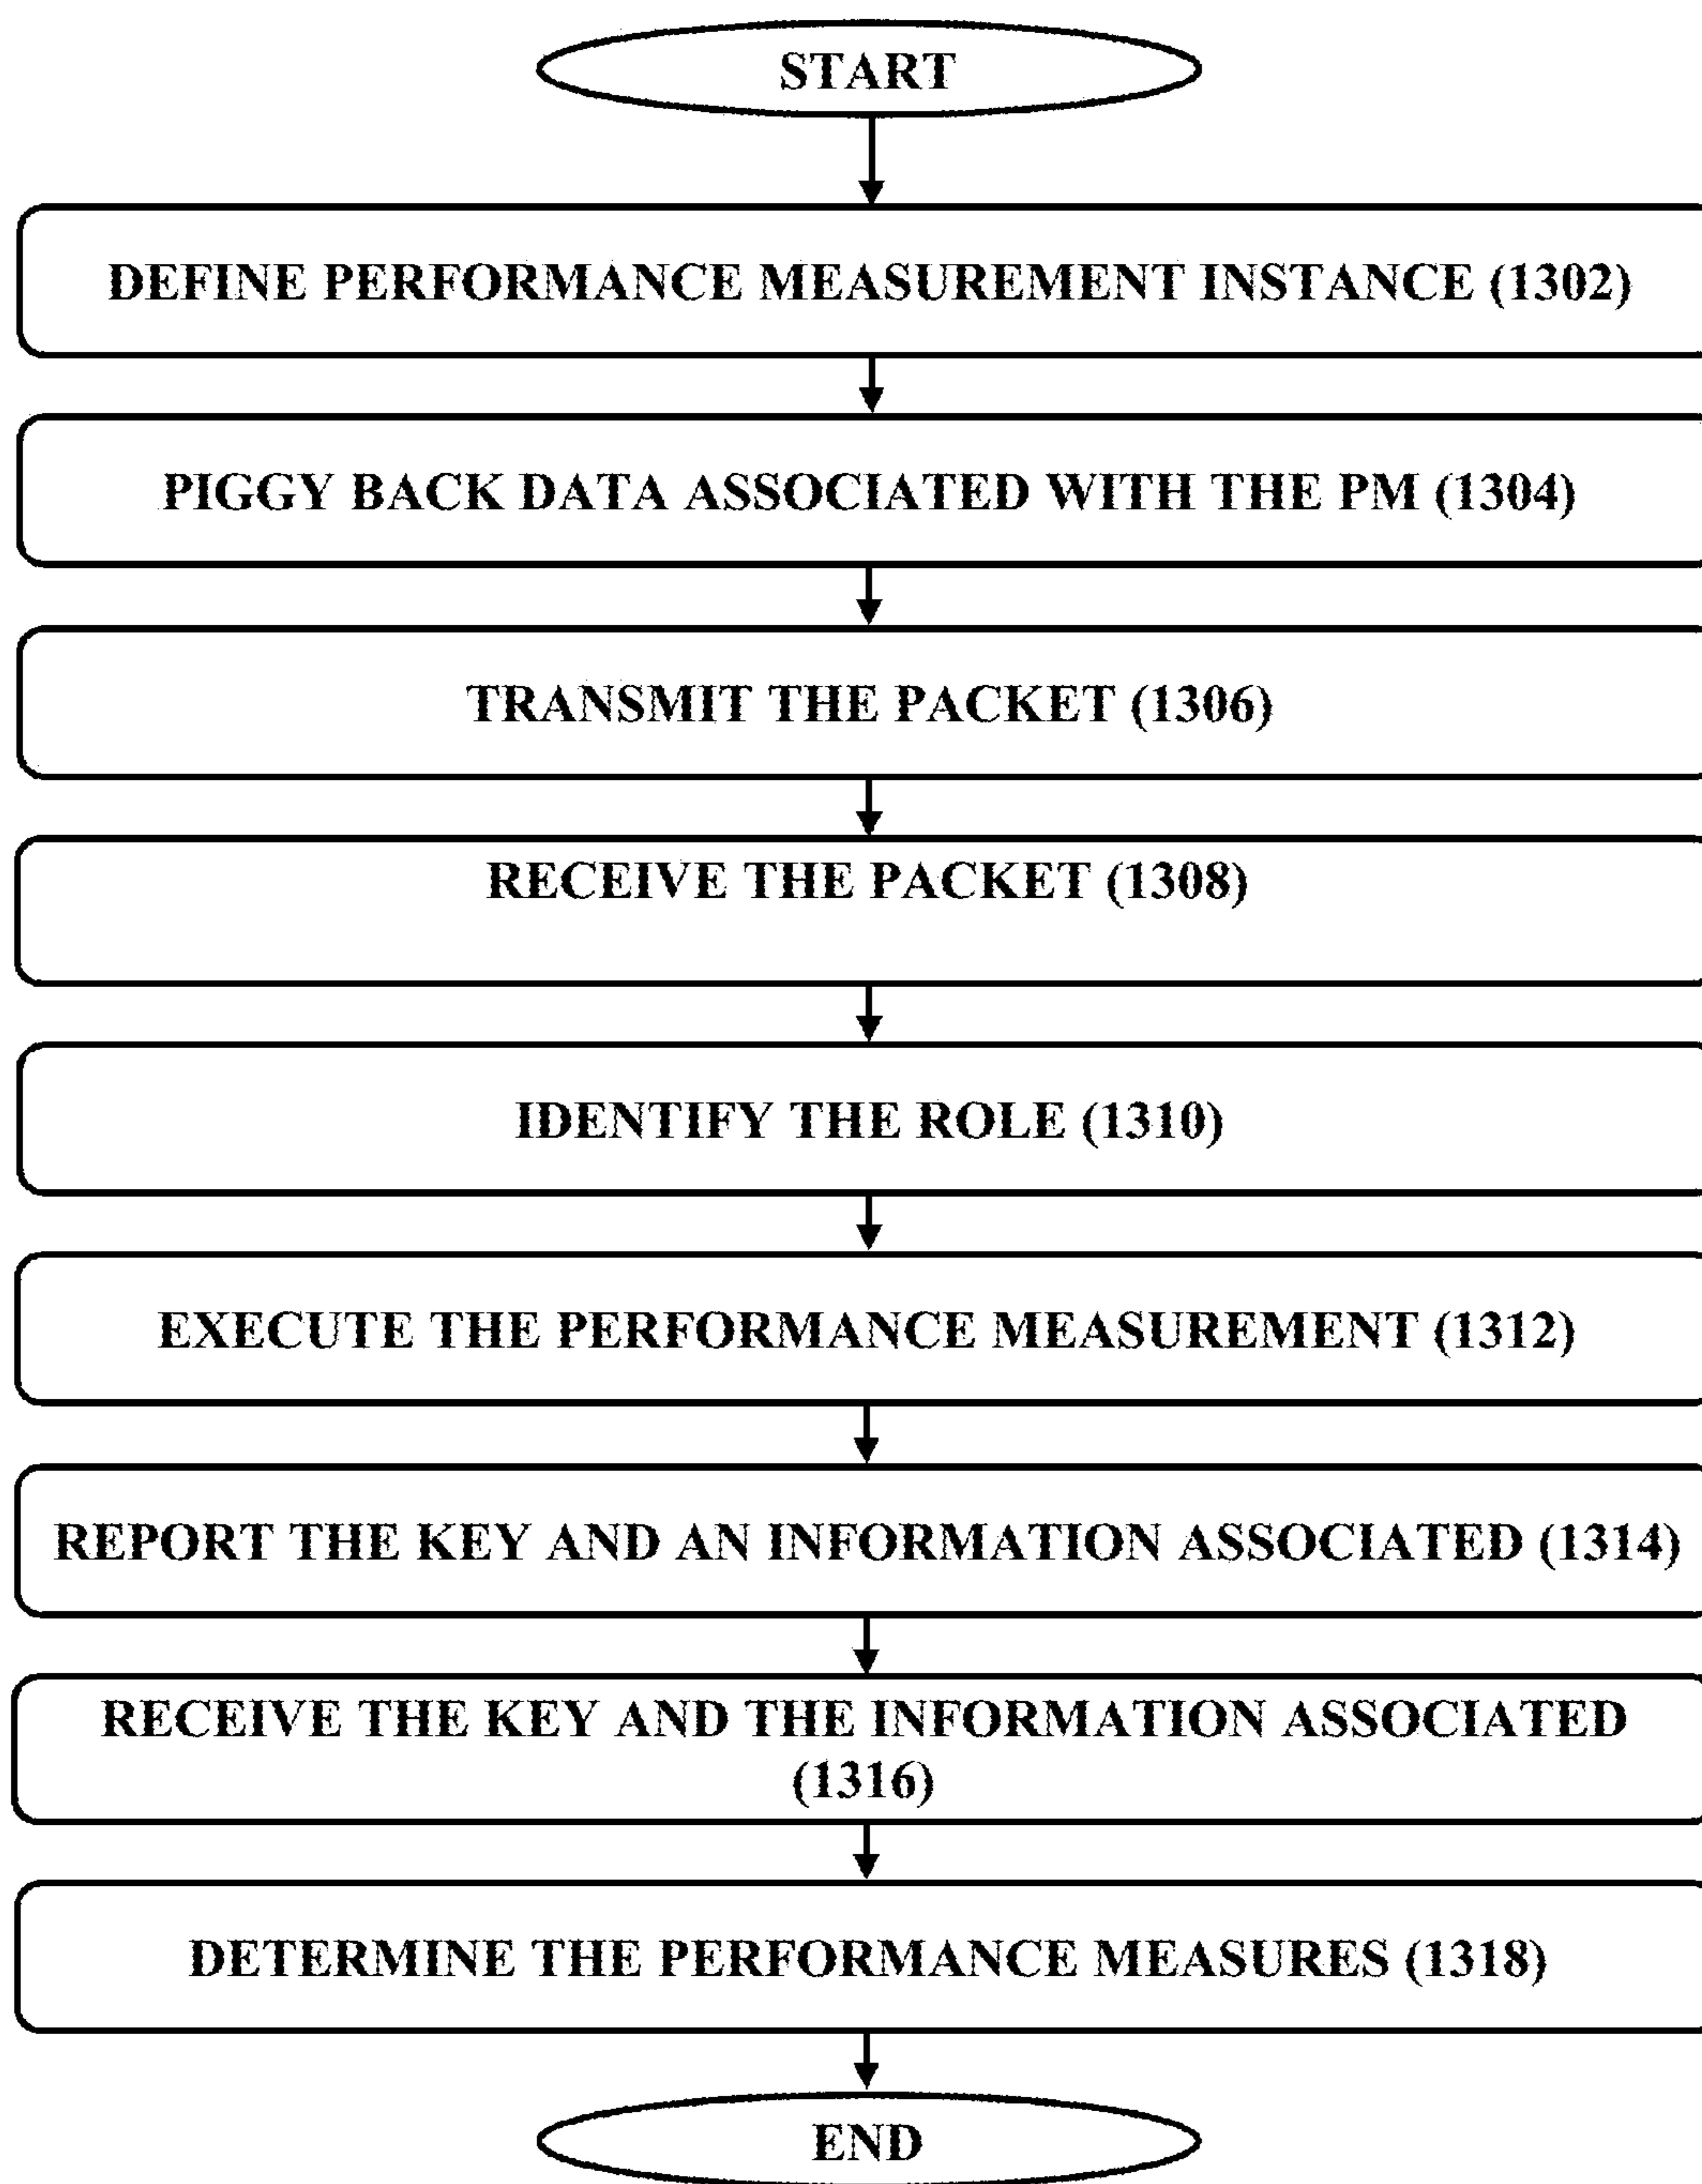 START
DEFINE PERFORMANCE MEASUREMENT INSTANCE (1302)
PIGGY BACK DATA ASSOCIATED WITH THE PM (1304)
TRANSMIT THE PACKET (1306)
RECEIVE THE PACKET (1308)
IDENTIFY THE ROLE (1310)
EXECUTE THE PERFORMANCE MEASUREMENT (1312)
REPORT THE KEY AND AN INFORMATION ASSOCIATED (1314)
RECEIVE THE KEY AND THE INFORMATION ASSOCIATED
(1316)
DETERMINE THE PERFORMANCE MEASURES (1318)
END